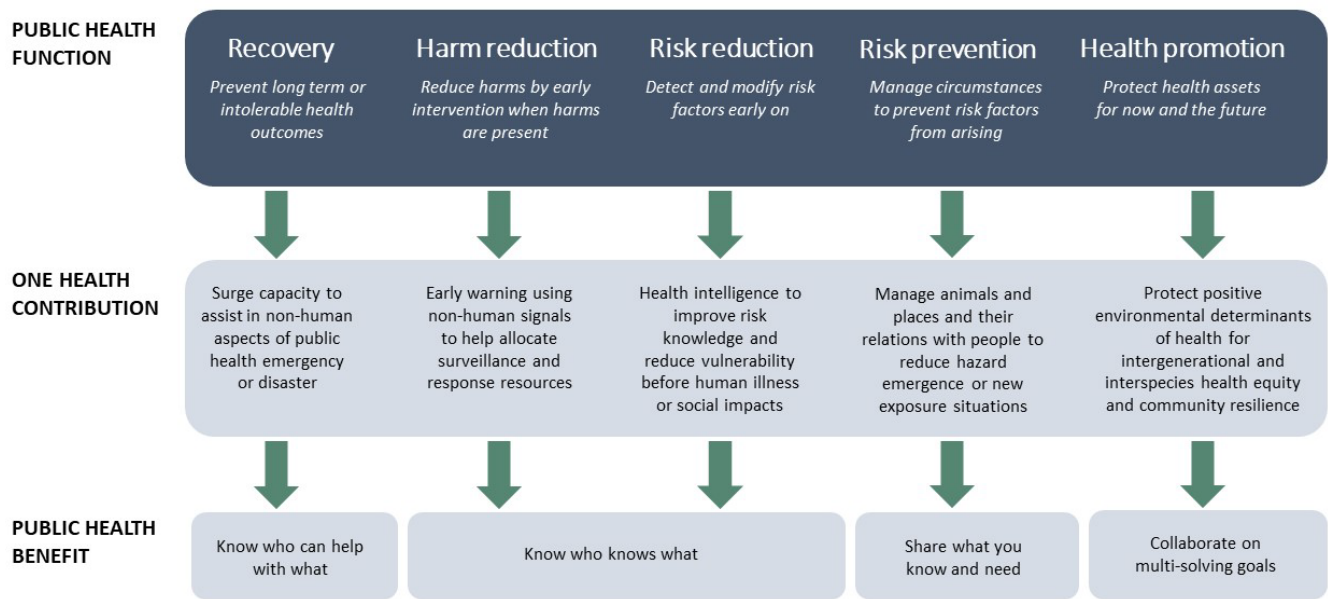 PUBLIC HEALTH
FUNCTION
Recovery
Prevent long term or
intolerable health
outcomes
Harm reduction
Reduce harms by early
intervention when harms
are present
Risk reduction
Detect and modify risk
factors early on
Risk prevention
Manage circumstances
to prevent risk factors
from arising
Health promotion
Protect health assets
for now and the future
ONE HEALTH
CONTRIBUTION
Surge capacity to
assist in non-human
aspects of public
health emergency
or disaster
Early warning using
non-human signals
to help allocate
surveillance and
response resources
Health intelligence to
improve risk
knowledge and
reduce vulnerability
before human illness
or social impacts
Manage animals and
places and their
relations with people to
reduce hazard
emergence or new
exposure situations
Protect positive
environmental determinants
of health for
intergenerational and
interspecies health equity
and community resilience
PUBLIC HEALTH
BENEFIT
Know who can help
with what
Know who knows what
Share what you
know and need
Collaborate on
multi-solving goals